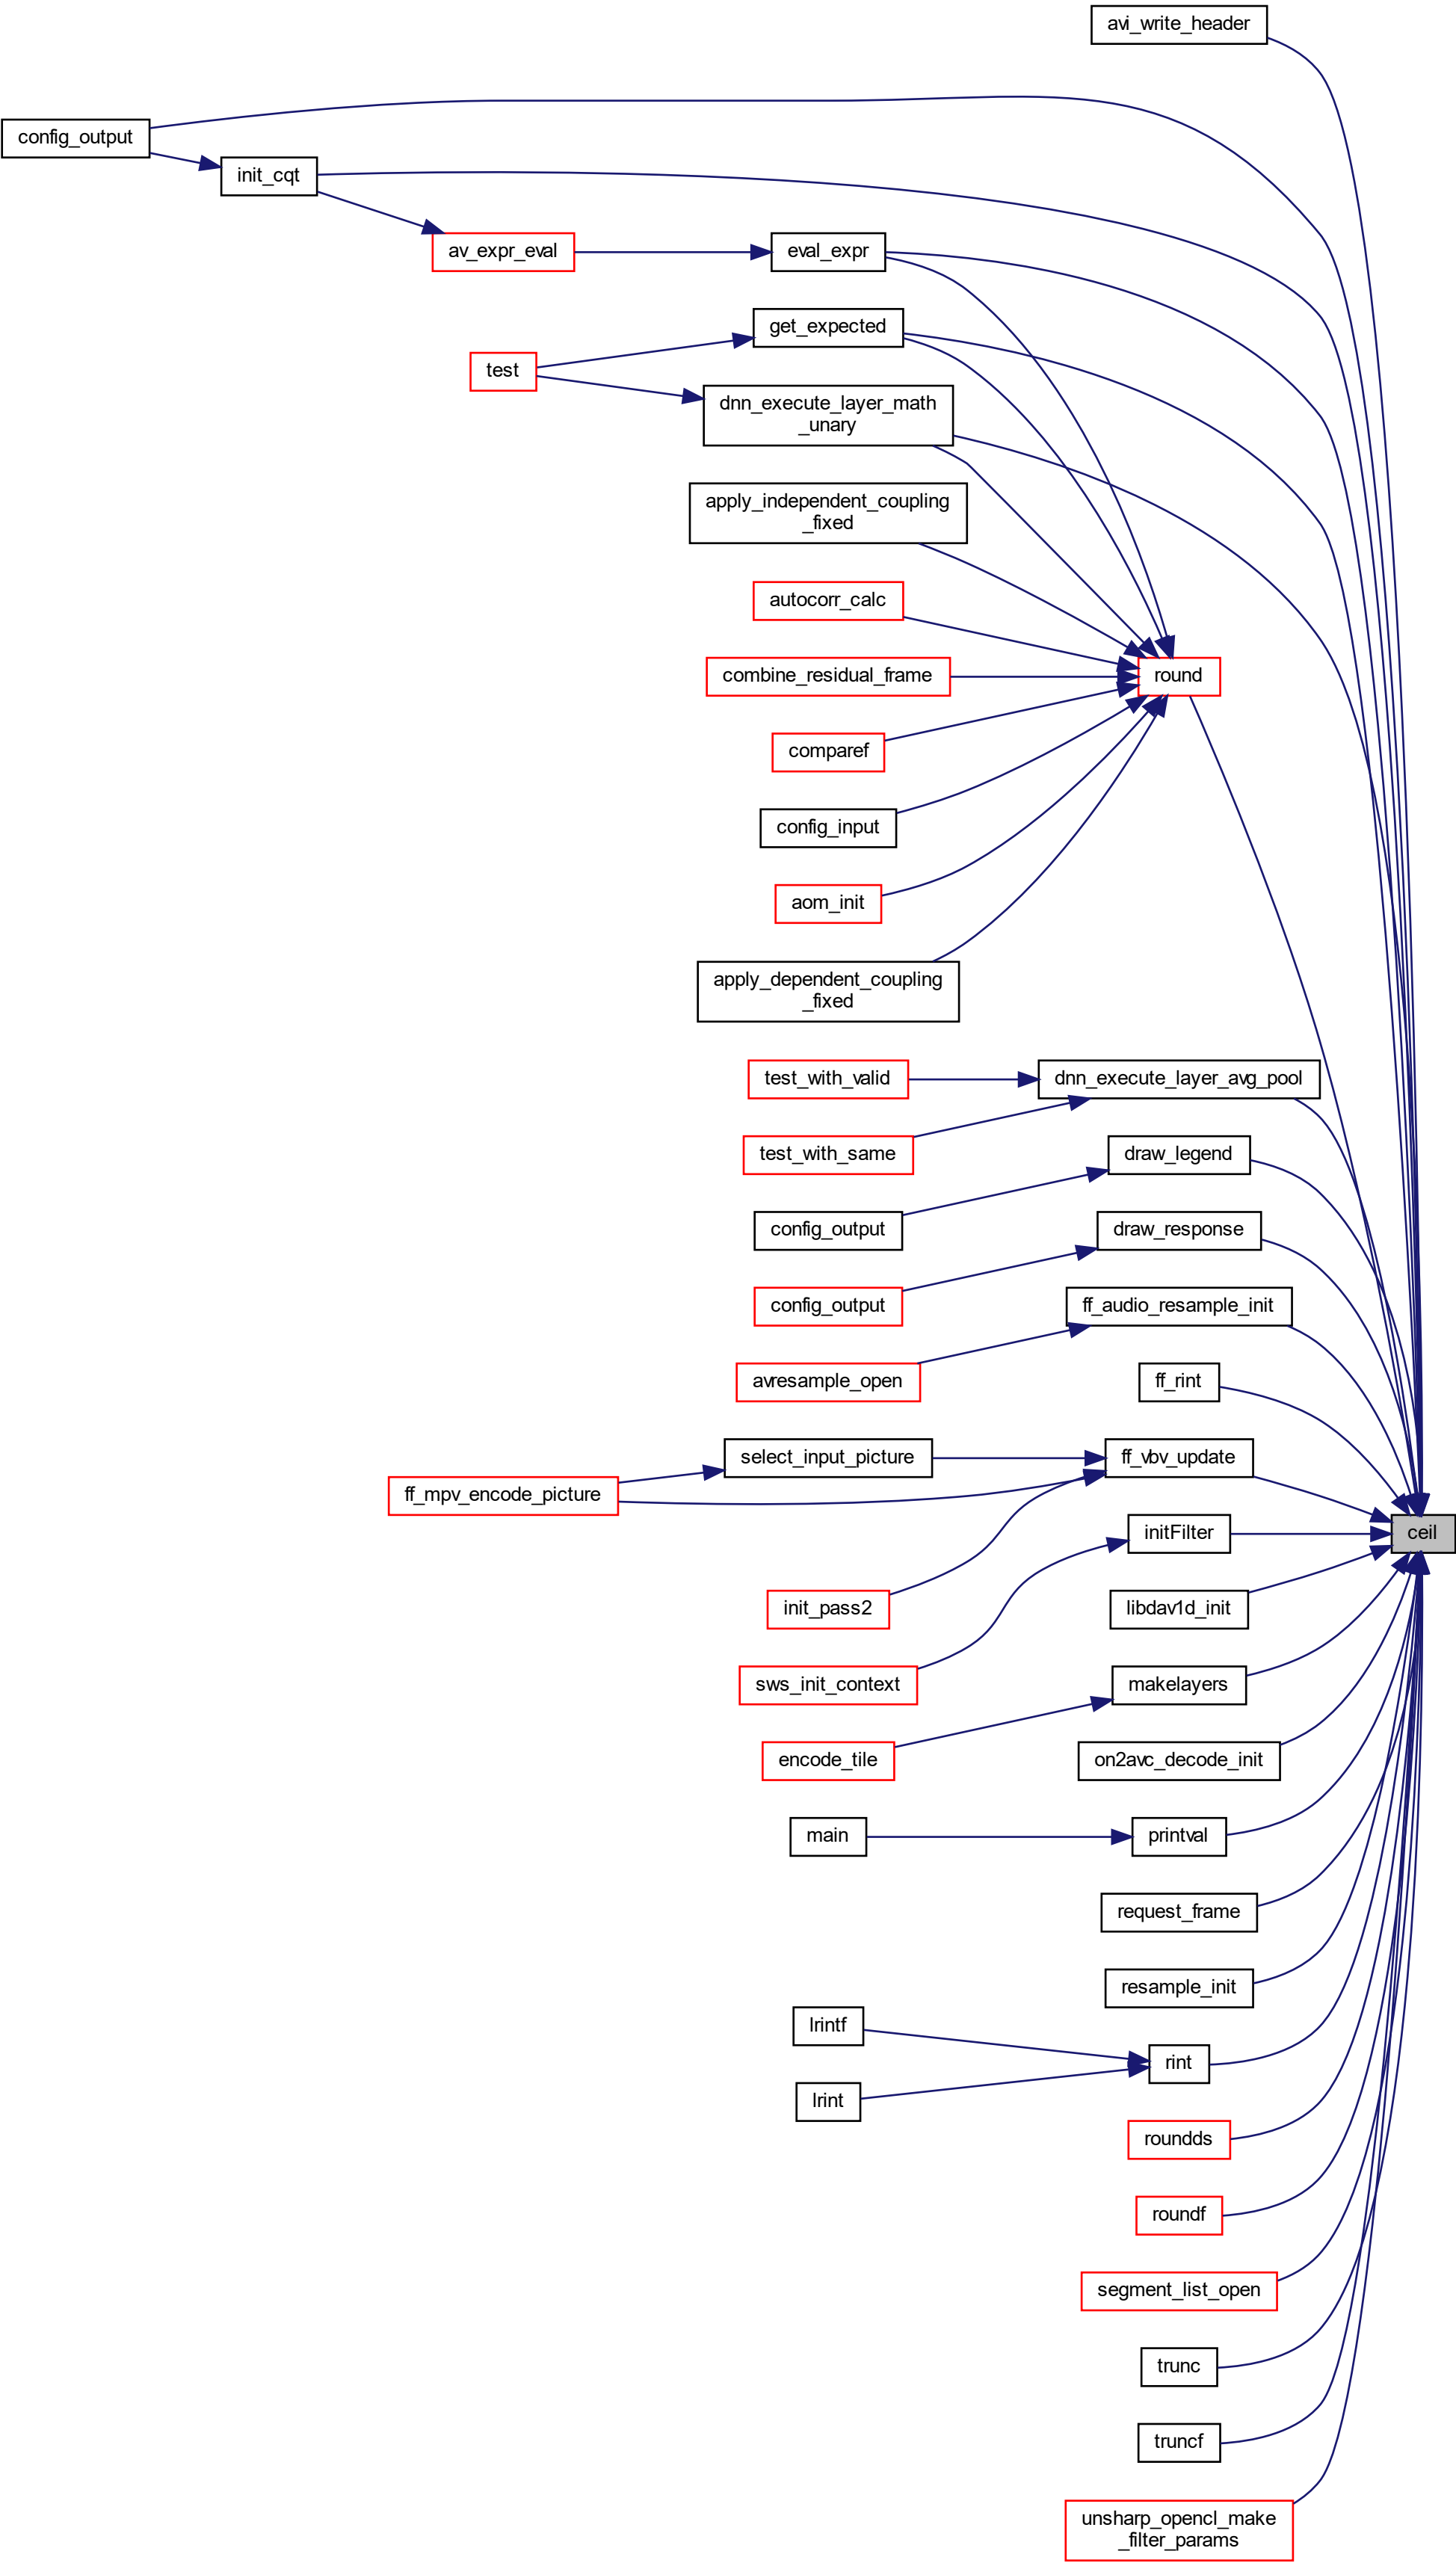 avi_write_header
config_output
init_cqt
av_expr_eval
eval_expr
get_expected
test
dnn_execute_layer_math
_unary
apply_independent_coupling
_fixed
autocorr_calc
combine_residual_frame
round
comparef
config_input
aom_init
apply_dependent_coupling
_fixed
test_with_valid
dnn_execute_layer_avg_pool
test_with_same
draw_legend
config_output
draw_response
config_output
ff_audio_resample_init
avresample_open
ff_rint
select_input_picture
ff_vbv_update
ff_mpv_encode_picture
initFilter
ceil
init_pass2
libdav1d_init
sws_init_context
makelayers
encode_tile
on2avc_decode_init
main
printval
request_frame
resample_init
lrintf
rint
lrint
roundds
roundf
segment_list_open
trunc
truncf
unsharp_opencl_make
_filter_params